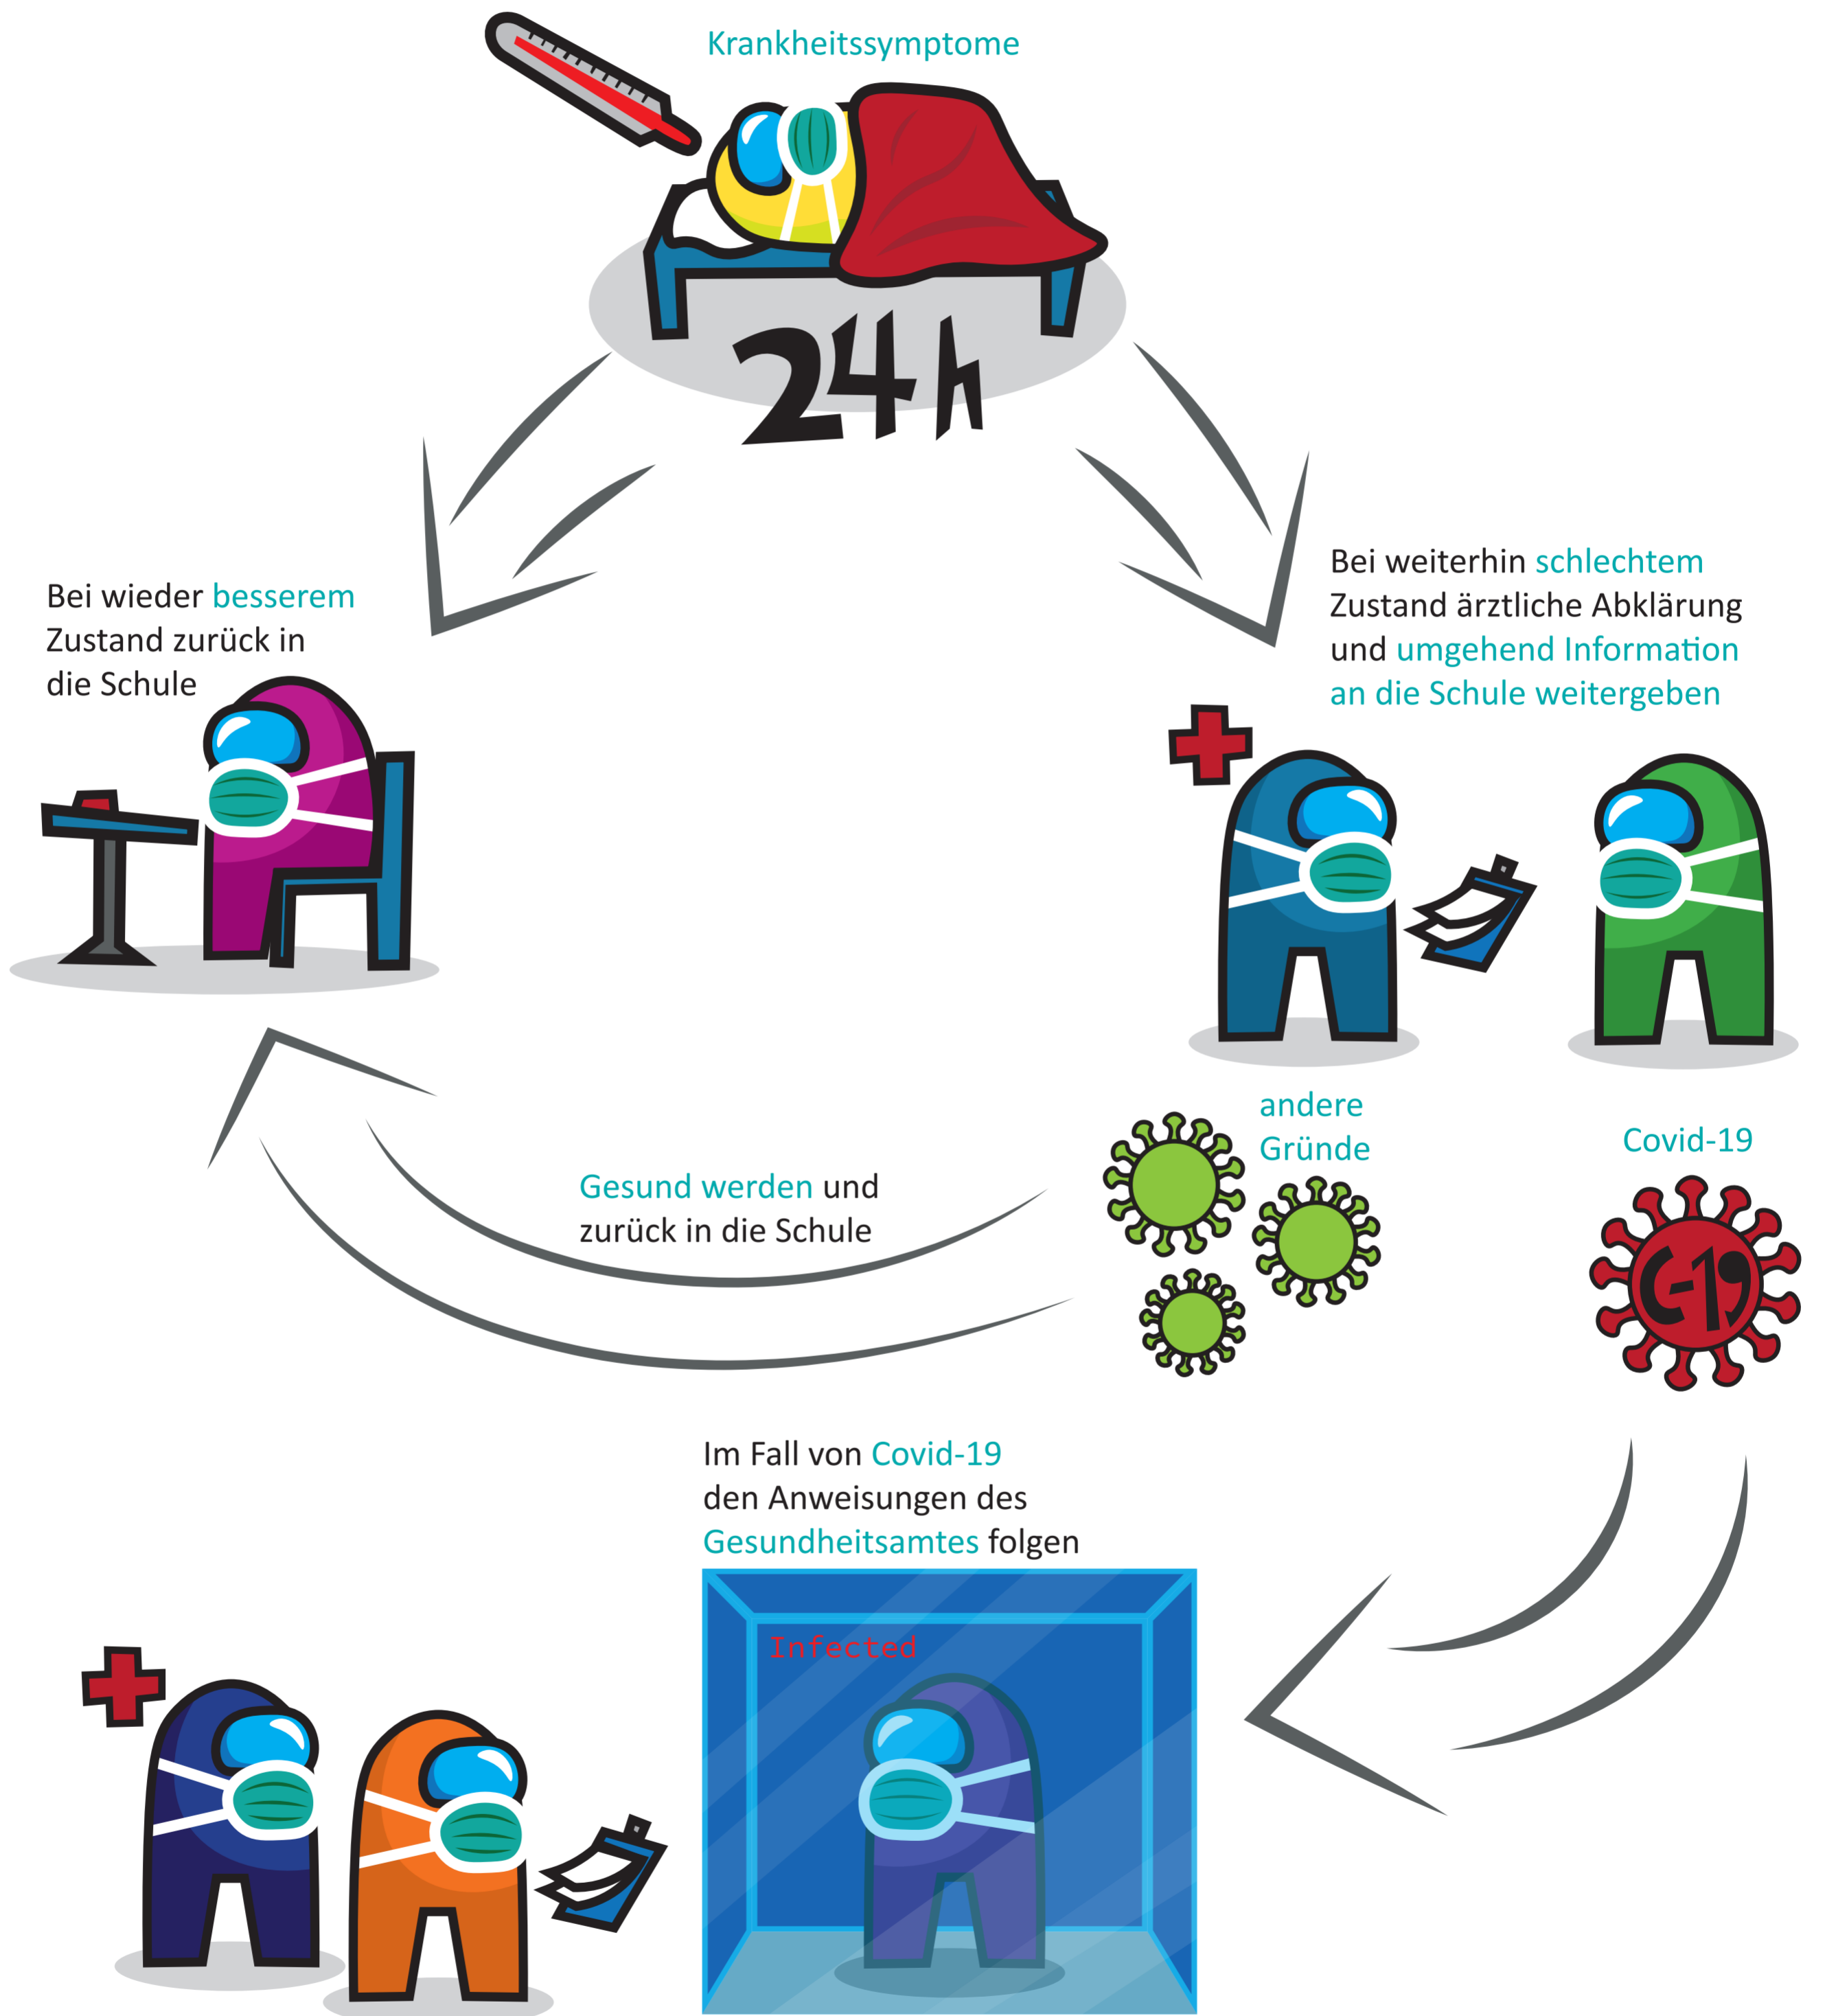 Krankheitssymptome
24h
Bei wieder besserem
Zustand zurück in
die Schule
Bei weiterhin schlechtem
Zustand ärztliche Abklärung
und umgehend Information
an die Schule weitergeben
andere
Gründe
Covid-19
C-19
Gesund werden und
zurück in die Schule
Im Fall von Covid-19
den Anweisungen des
Gesundheitsamtes folgen
Infected